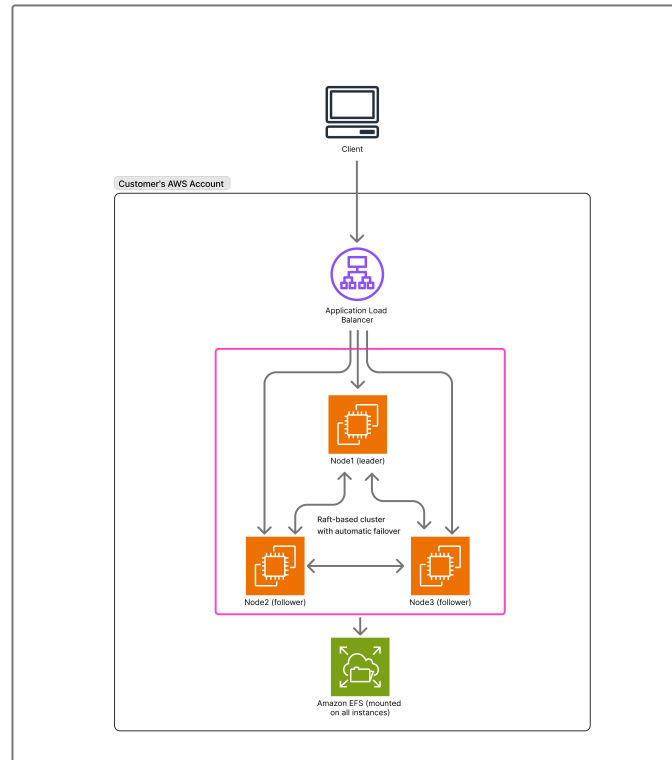 Client
Customer's AWS Account
Application Load
Balancer
Node1 (leader)
Raft-based cluster
with automatic failover
Node2 (follower)
Node3 (follower)
Amazon EFS (mounted
on all instances)